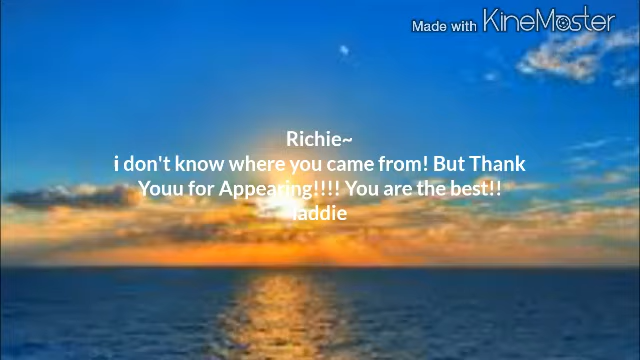 Made with KineMaster
Richie~
i don't know where you came from! But Thank
Youu for Appearing!!!! You are the best!!